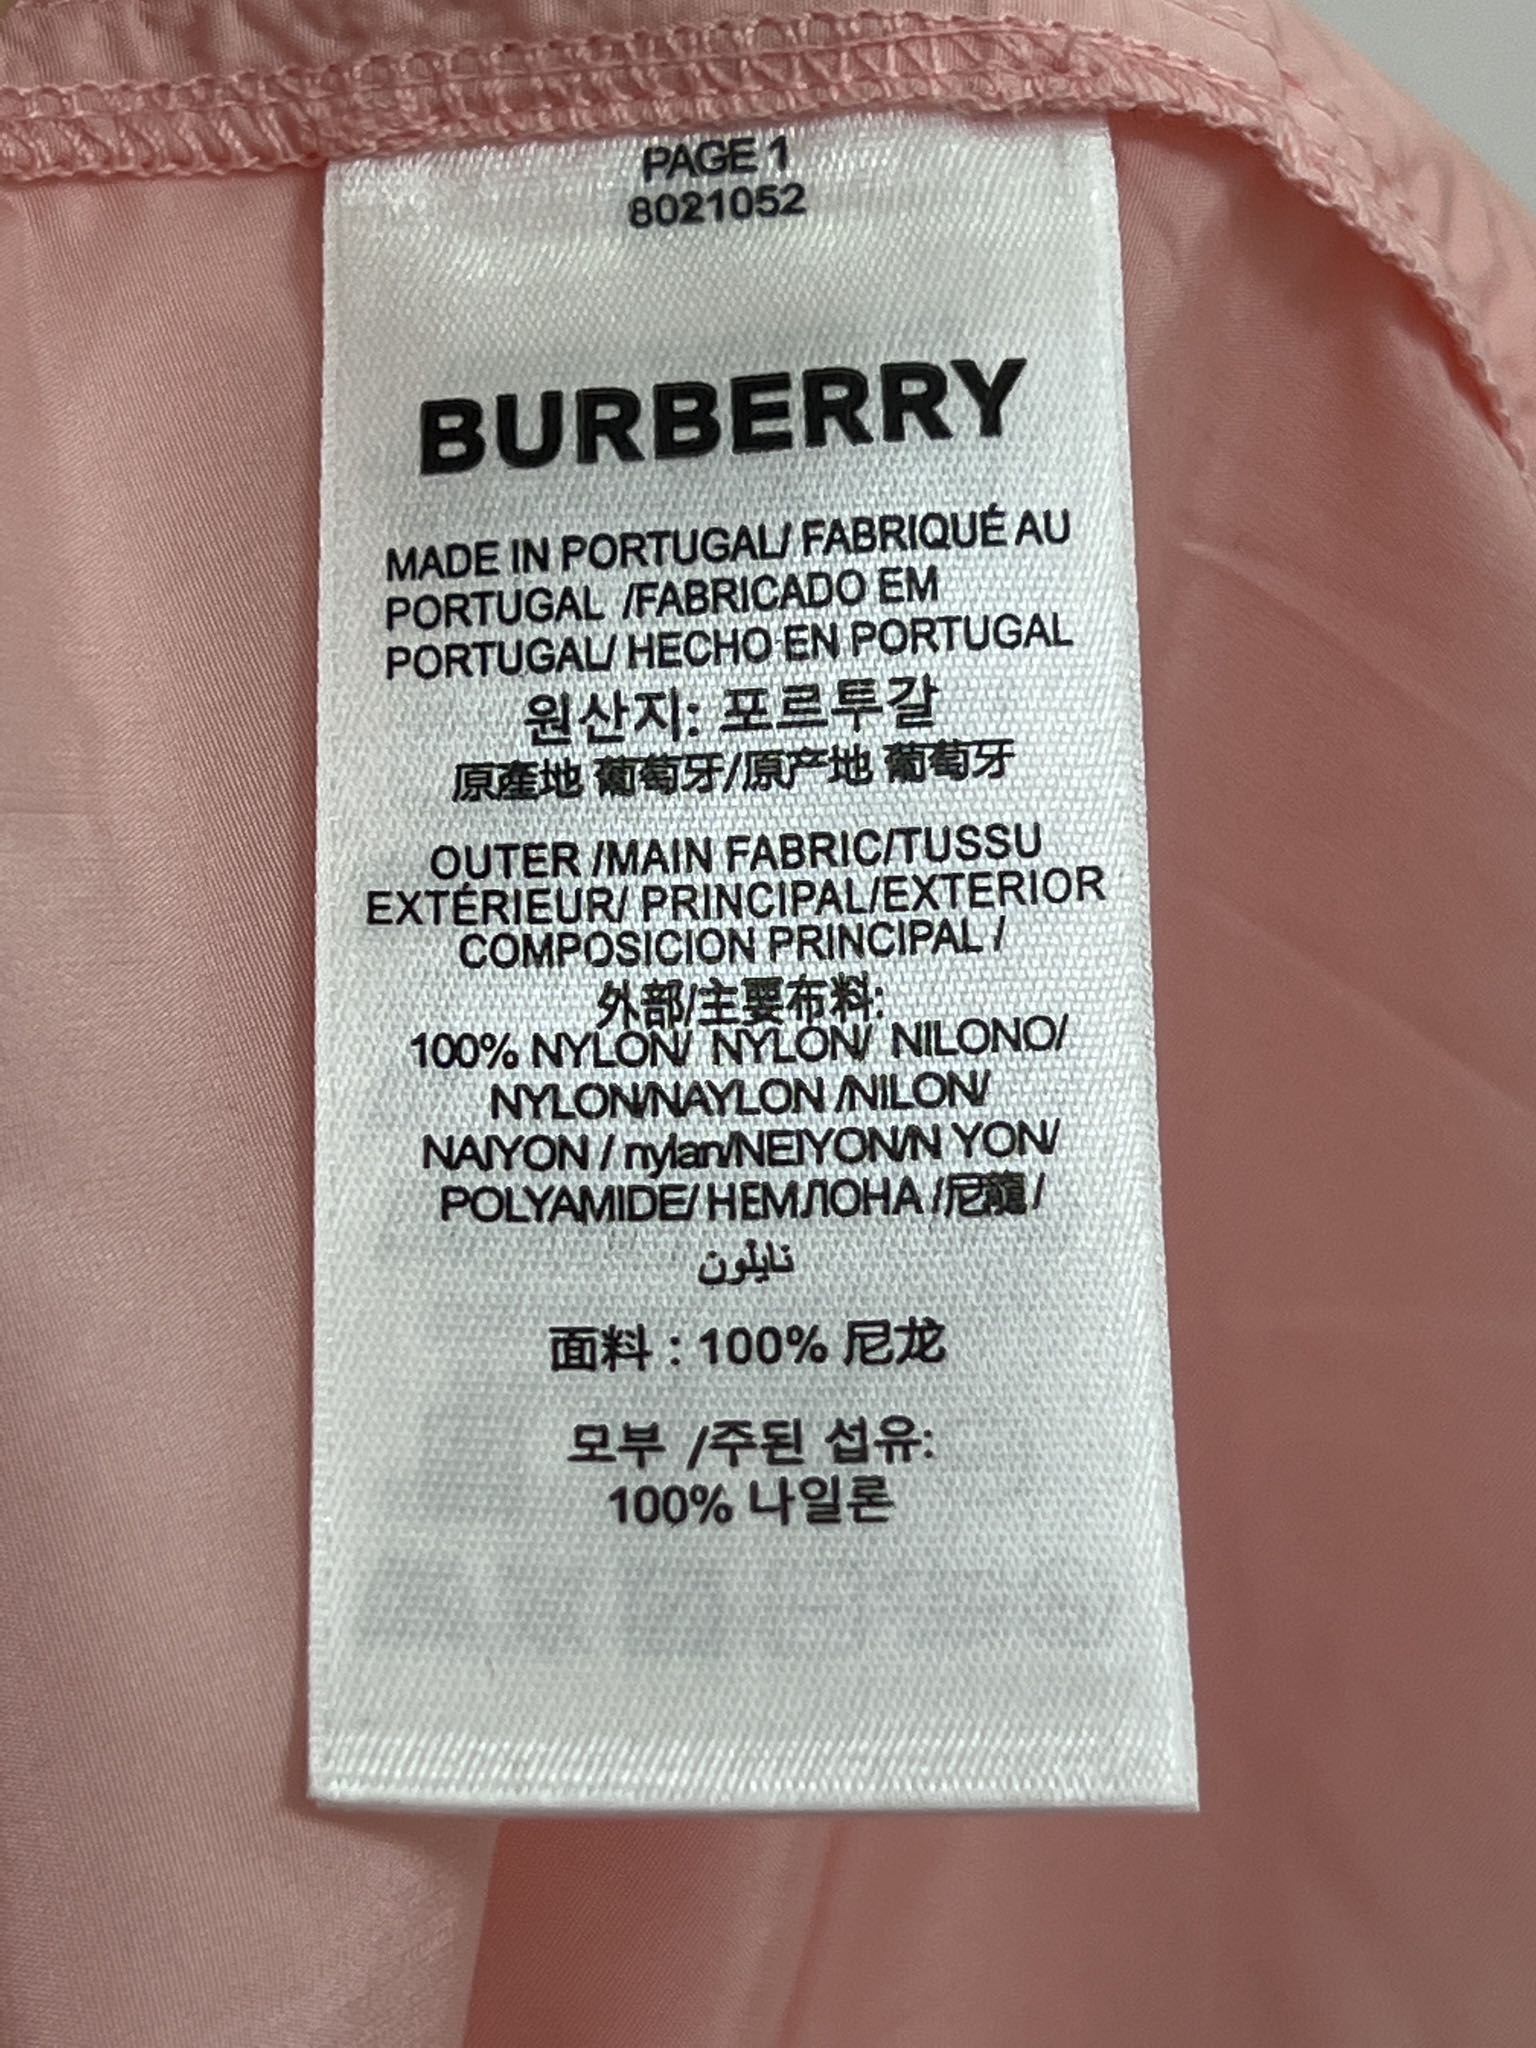 PAGE 1
8021052
BURBERRY
MADE IN PORTUGAL/ FABRIQUÉ AU
PORTUGAL /FABRICADO EM
PORTUGAL/ HECHO EN PORTUGAL
원산지: 포르투갈
原產地 葡萄牙/原产地 葡萄牙
OUTER /MAIN FABRIC/TUSSU
EXTÉRIEUR/ PRINCIPAL/EXTERIOR
COMPOSICION PRINCIPAL /
外部/主要布料:
100% NYLON/ NYLON/ NILONO/
NYLON/NAYLON /NILON/
NAIYON / nylan/NEIYON/N YON/
POLYAMIDE/ НЕМЛОНА /尼龍 /
نايلون
面料 : 100% 尼龙
모부 /주된 섬유:
100% 나일론